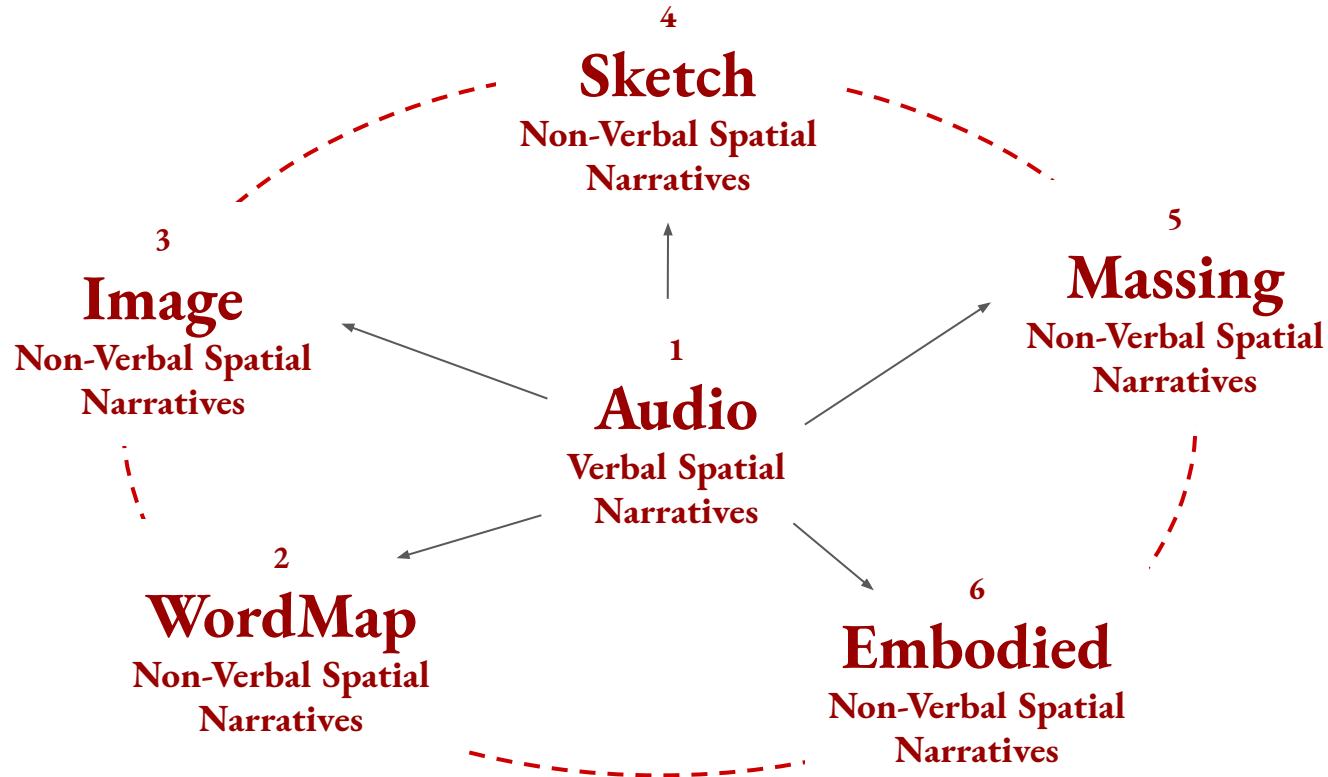 4
Sketch
Non-Verbal Spatial
Narratives
3
Image
Non-Verbal Spatial
Narratives
5
Massing
Non-Verbal Spatial
Narratives
1
Audio
Verbal Spatial
Narratives
2
WordMap
Non-Verbal Spatial
Narratives
6
Embodied
Non-Verbal Spatial
Narratives